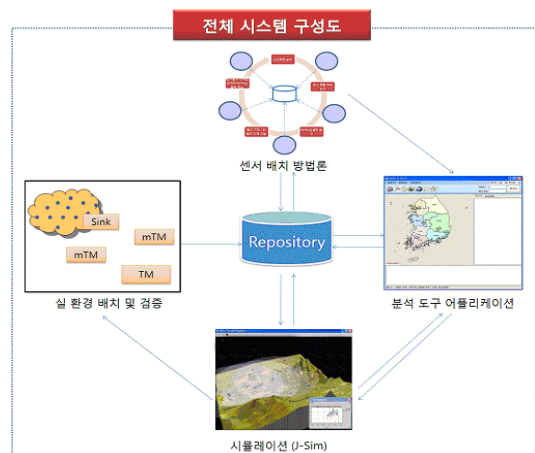 전체 시스템 구성도
센서 배치 방법론
Sink
mTM
mTM
TM
Repository
실 환경 배치 및 검증
분석 도구 어플리케이션
시뮬레이션 (J-Sim)